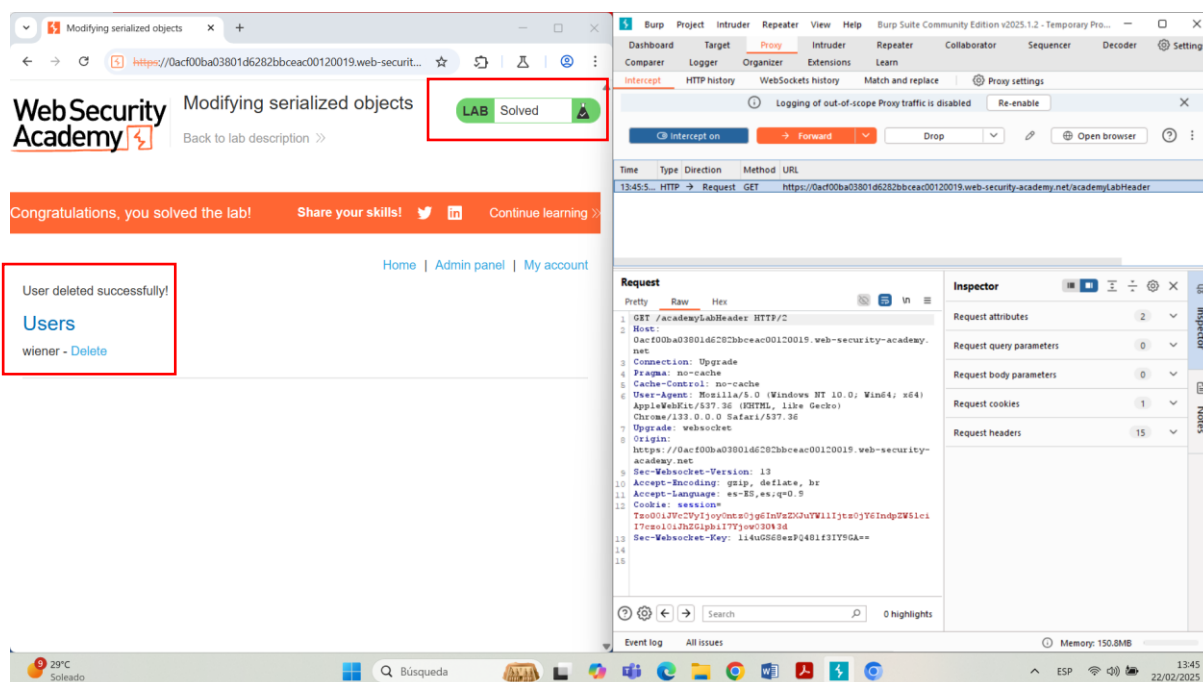 Modifying serialized objects
https://0acf00ba03801d6282bbceac00120019.web-securit...
Web Security
Academy
Modifying serialized objects
Back to lab description
LAB Solved
Congratulations, you solved the lab!
Share your skills!
Continue learning
Home | Admin panel | My account
User deleted successfully!
Users
wiener - Delete
Burp Project Intruder Repeater View Help Burp Suite Community Edition v2025.1.2 - Temporary Pro...
Dashboard Target Proxy Intruder Repeater Collaborator Sequencer Decoder Setting
Comparer Logger Organizer Extensions Learn
Intercept HTTP history WebSockets history Match and replace Proxy settings
Logging of out-of-scope Proxy traffic is disabled Re-enable
Intercept on Forward Drop Open browser
Time Type Direction Method URL
13:45:5... HTTP → Request GET https://0acf00ba03801d6282bbceac00120019.web-security-academy.net/academyLabHeader
Request
Pretty Raw Hex
\n
1 GET /academyLabHeader HTTP/2
2 Host:
0acf00ba03801d6282bbceac00120019.web-security-academy.
net
3 Connection: Upgrade
4 Pragma: no-cache
5 Cache-Control: no-cache
6 User-Agent: Mozilla/5.0 (Windows NT 10.0; Win64; x64)
AppleWebKit/537.36 (KHTML, like Gecko)
Chrome/133.0.0.0 Safari/537.36
7 Upgrade: websocket
8 Origin:
https://0acf00ba03801d6282bbceac00120019.web-security-
academy.net
9 Sec-Websocket-Version: 13
10 Accept-Encoding: gzip, deflate, br
11 Accept-Language: es-ES,es;q=0.9
12 Cookie: session=
13 Sec-Websocket-Key:
14
15
Search
0 highlights
Inspector
Request attributes 2
Request query parameters 0
Request body parameters 0
Request cookies 1
Request headers 15
Inspector
Notes
Event log All issues
Memory: 150.8MB
9
29°C
Soleado
Búsqueda
ESP
13:45
22/02/2025